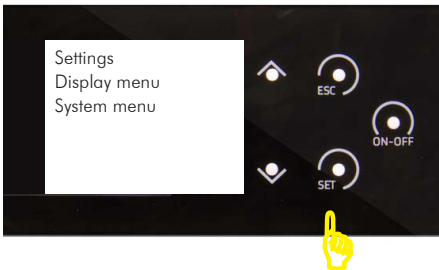 Settings
Display menu
System menu
ESC
ON-OFF
SET